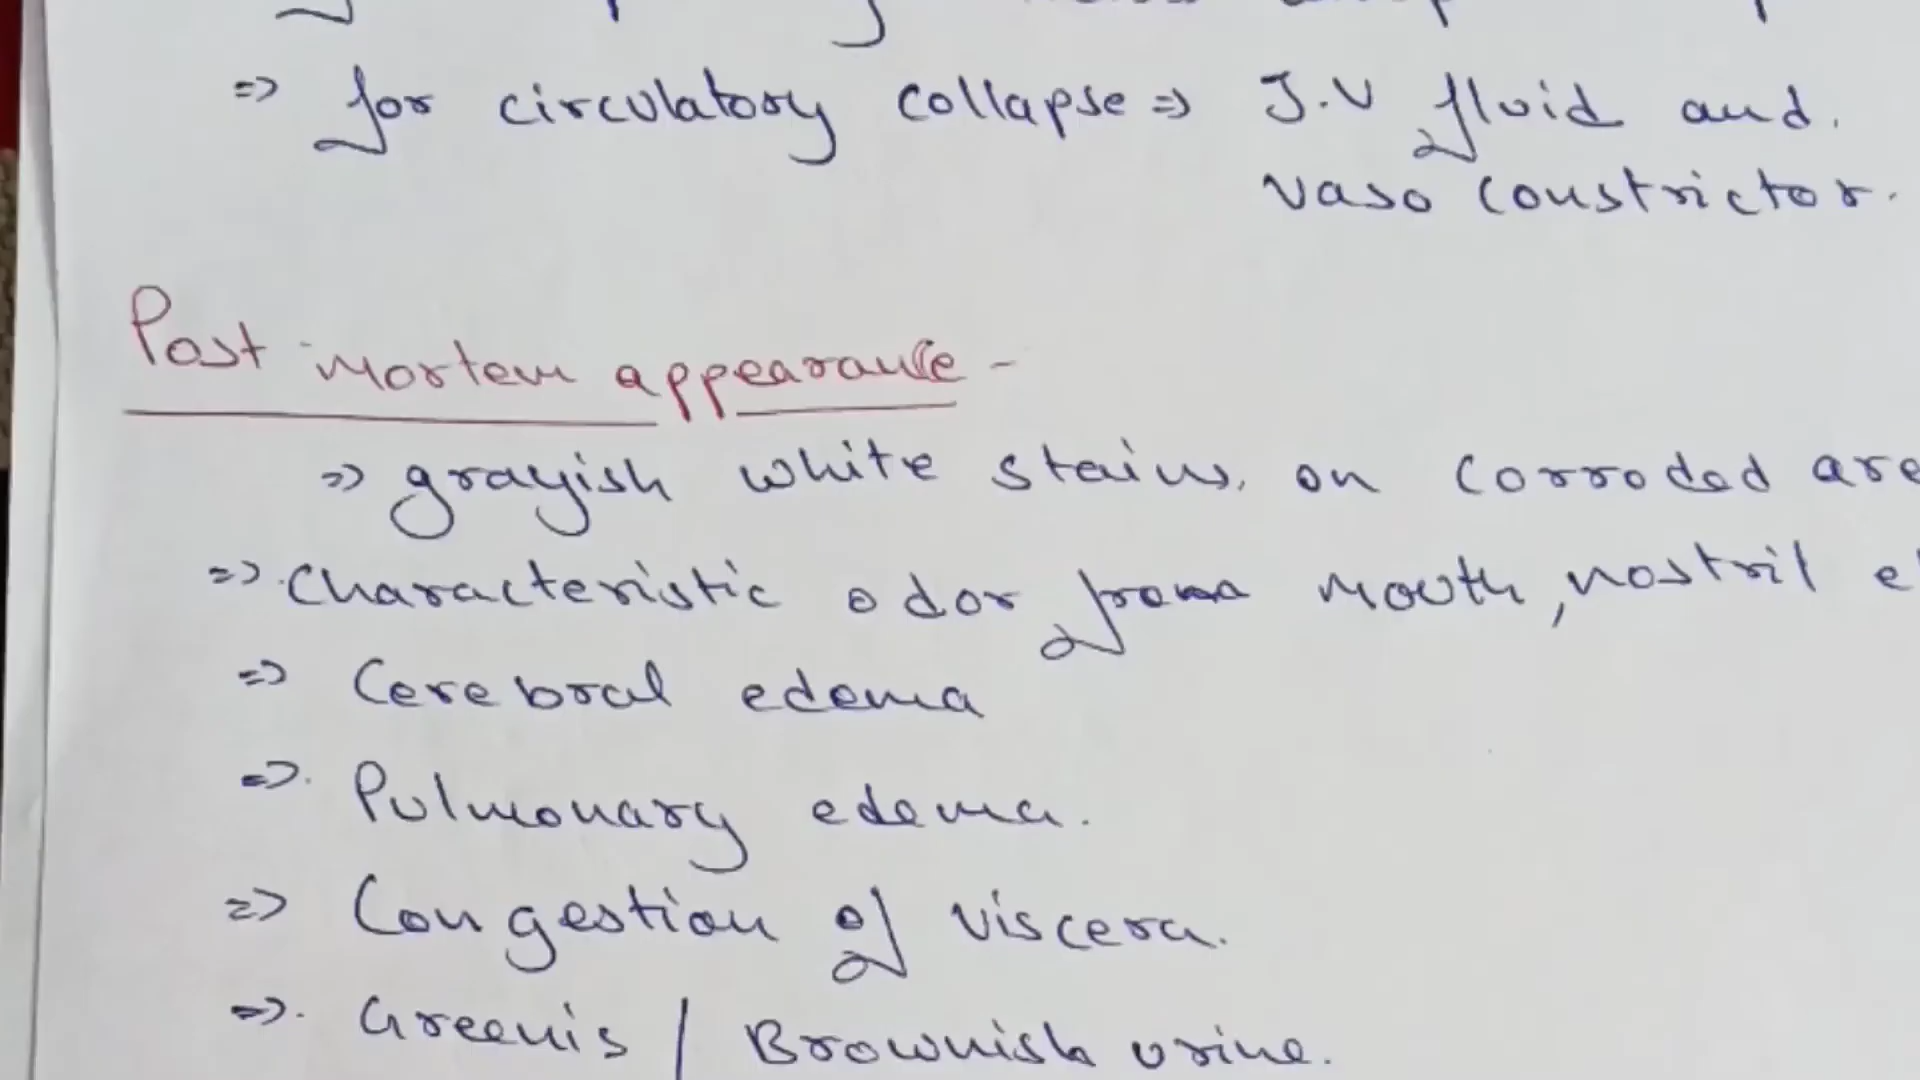 => for circulatory collapse => I.V fluid and.
vaso constrictor.
Post mortem appearance -
=> grayish white stains, on corroded are
=> Characteristic odor from mouth, nostril e
=> Cerebral edema
=> Pulmonary edema.
=> Congestion of viscera.
=> Greenis / Brownish urine.